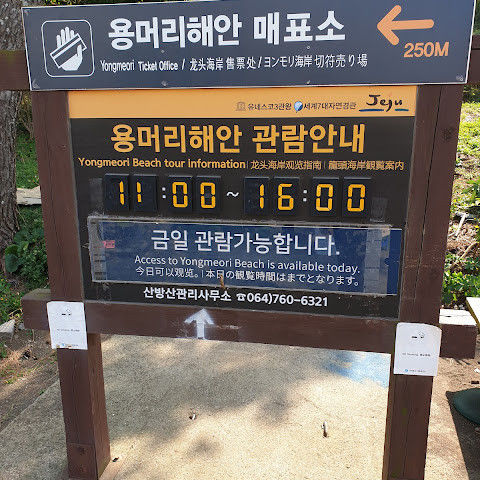 용머리해안 매표소
Yongmeori Ticket Office / 龙头海岸 售票处 / ヨンモリ海岸 切符売り場
250M
유네스코3관왕 세계7대자연경관 Jeju
용머리해안 관람안내
Yongmeori Beach tour information | 龙头海岸观览指南 | 龍頭海岸観覧案内
11:00 ~ 16:00
금일 관람가능합니다.
Access to Yongmeori Beach is available today.
今日可以观览。 | 本日の観覧時間はまでとなります。
산방산관리사무소 ☎064)760-6321